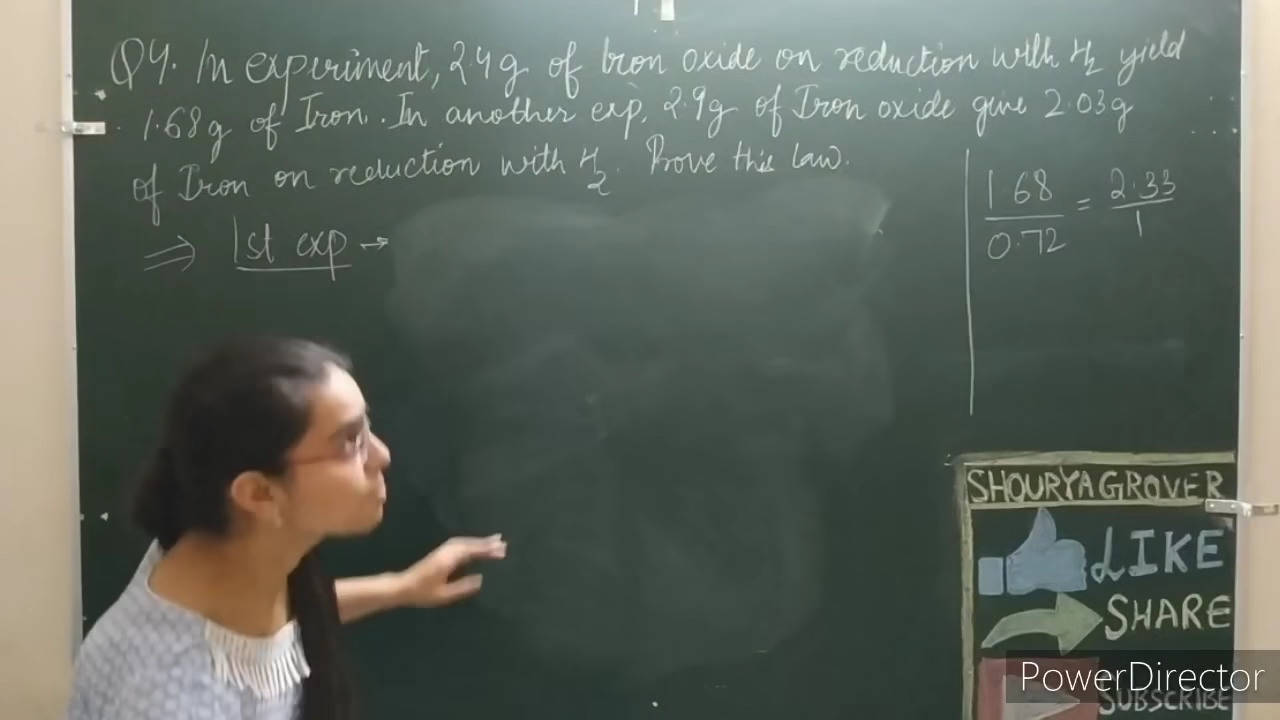 Q4. In experiment, 2.4g of Iron oxide on reduction with H2 yield
1.68g of Iron. In another exp, 2.9g of Iron oxide give 2.03g
of Iron on reduction with H2. Prove this law.
⇒ 1st exp →
1.68 / 0.72 = 2.33 / 1
SHOURYA GROVER
LIKE
SHARE
PowerDirector
SUBSCRIBE